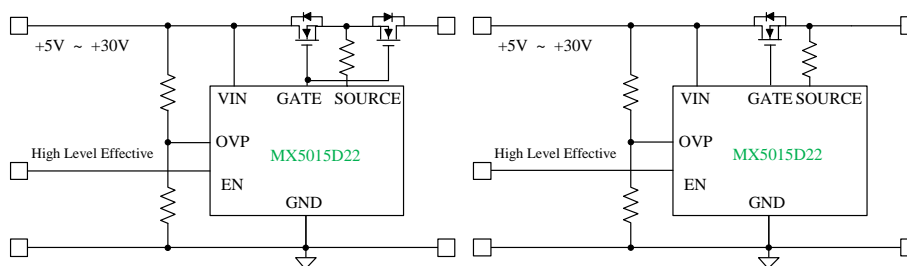 +5V ~ +30V
VIN GATE SOURCE
OVP
High Level Effective
MX5015D22
EN
GND
+5V ~ +30V
VIN GATE SOURCE
OVP
High Level Effective
MX5015D22
EN
GND